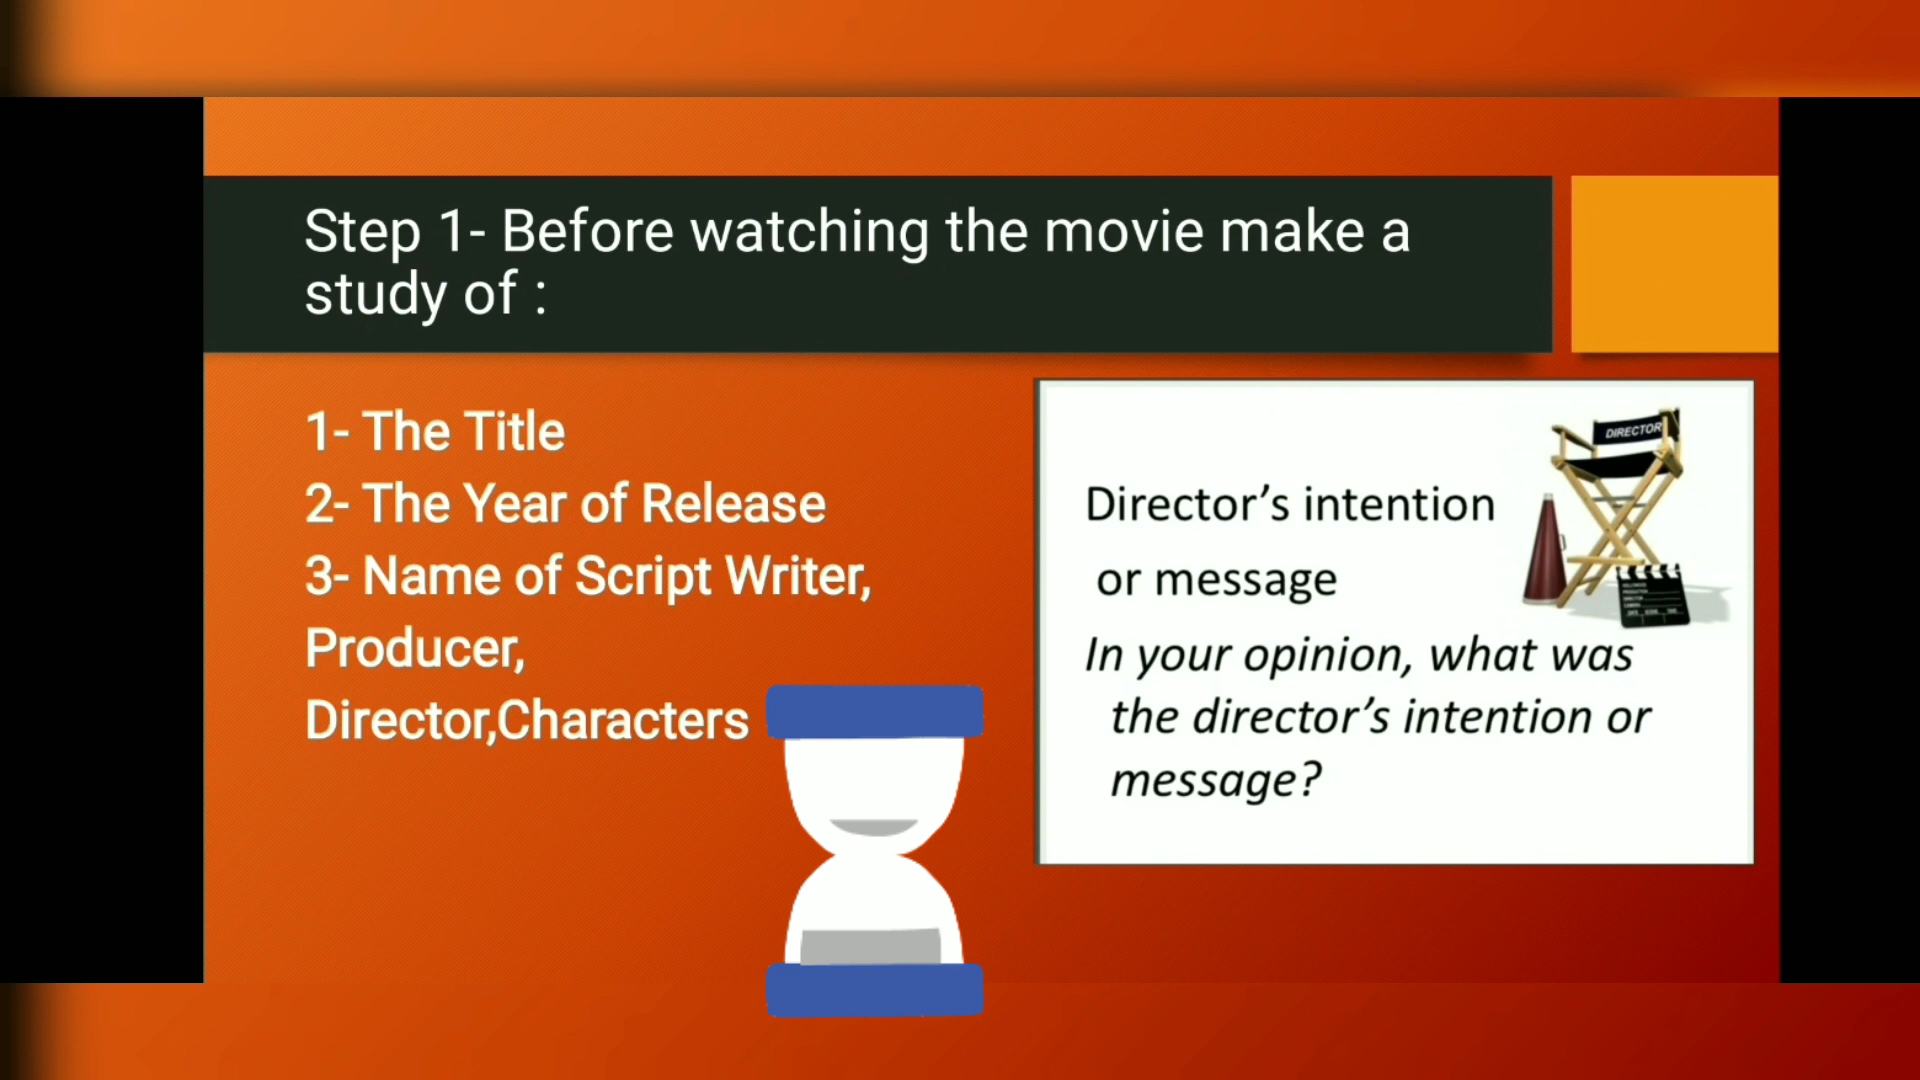 Step 1- Before watching the movie make a
study of :
1- The Title
2- The Year of Release
3- Name of Script Writer,
Producer,
Director,Characters
DIRECTOR
Director’s intention
or message
In your opinion, what was
the director’s intention or
message?